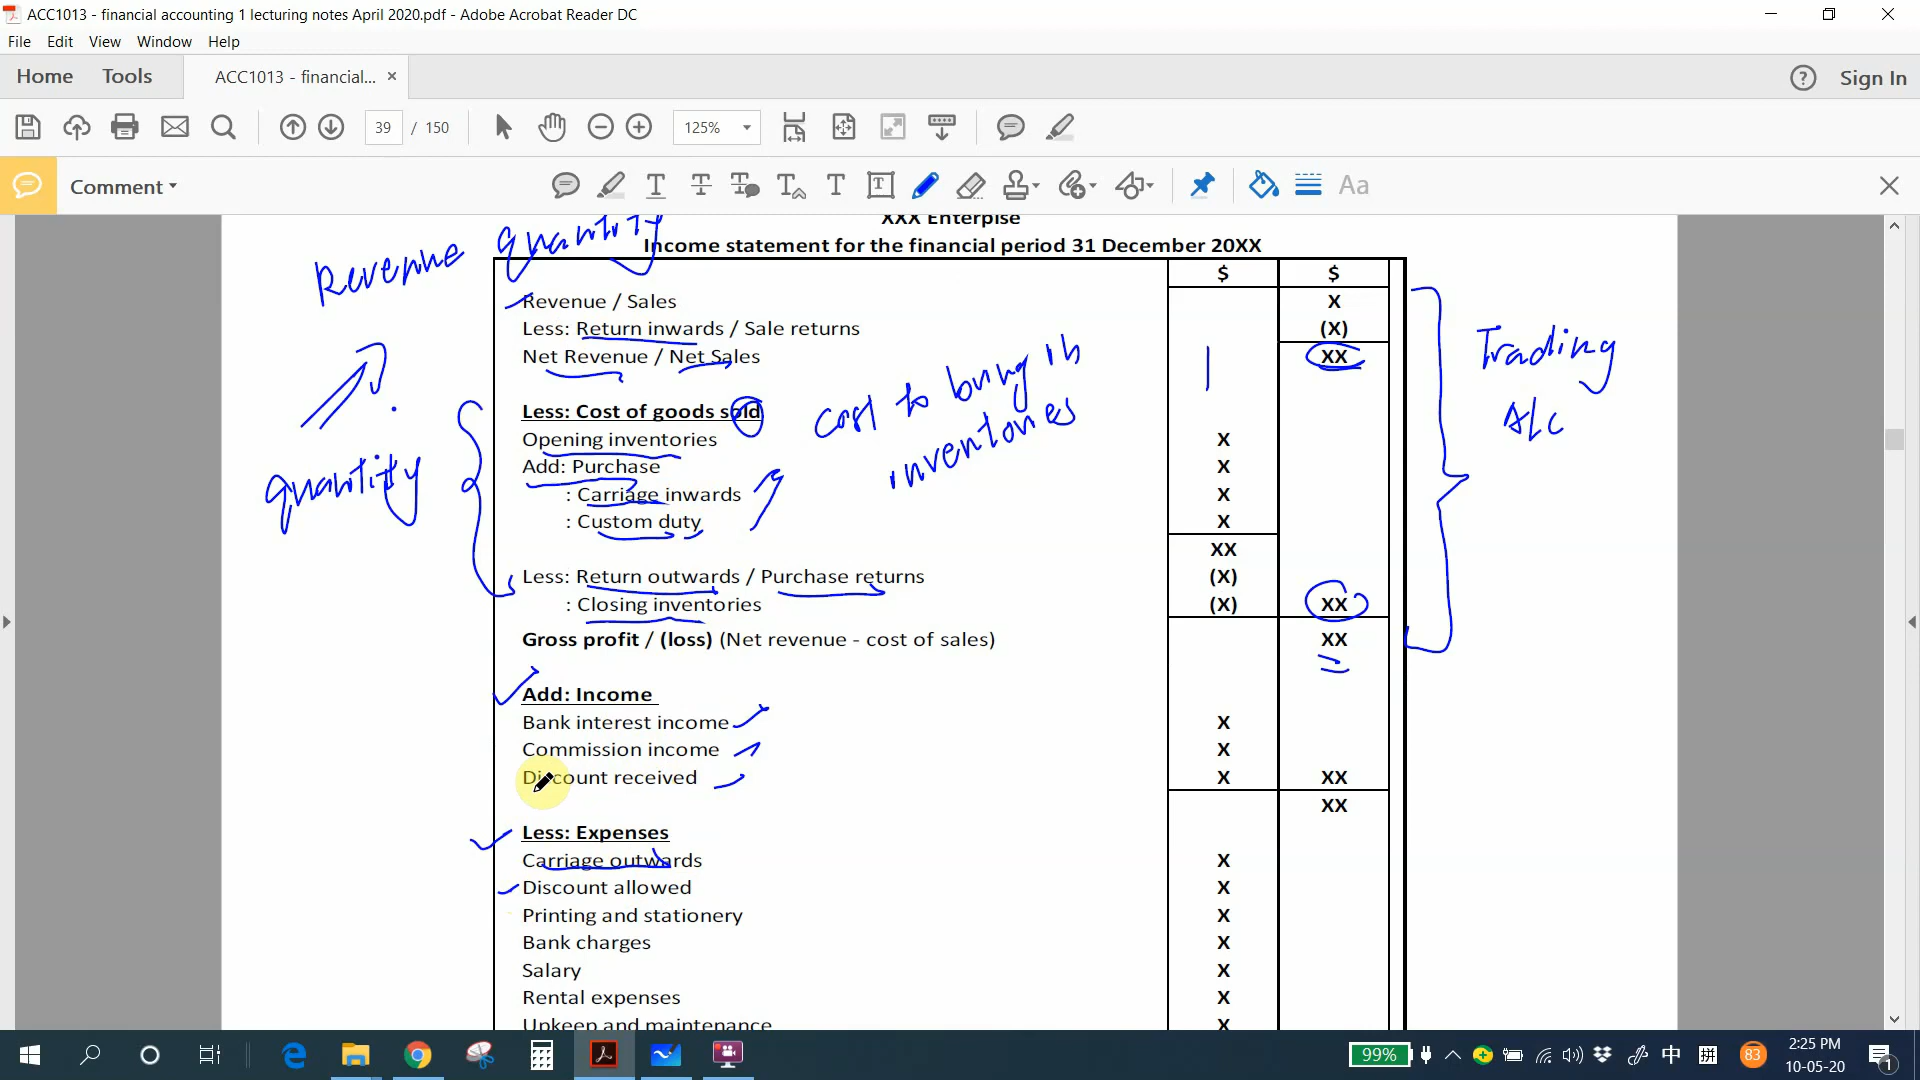 ACC1013 - financial accounting 1 lecturing notes April 2020.pdf - Adobe Acrobat Reader DC
File Edit View Window Help
Home Tools ACC1013 - financial... × Sign In
39 / 150 125%
Comment Aa
XXX Enterpise
Income statement for the financial period 31 December 20XX
$ $
Revenue quantity
Revenue / Sales X
Less: Return inwards / Sale returns (X)
Net Revenue / Net Sales XX
Trading
A/c
Less: Cost of goods sold
cost to bring in
inventories
Opening inventories X
Add: Purchase X
quantity
: Carriage inwards X
: Custom duty X
XX
Less: Return outwards / Purchase returns (X)
: Closing inventories (X) XX
Gross profit / (loss) (Net revenue - cost of sales) XX
Add: Income
Bank interest income X
Commission income X
Discount received X XX
XX
Less: Expenses
Carriage outwards X
Discount allowed X
Printing and stationery X
Bank charges X
Salary X
Rental expenses X
Upkeep and maintenance X
99% 中 拼 83 2:25 PM
10-05-20 1